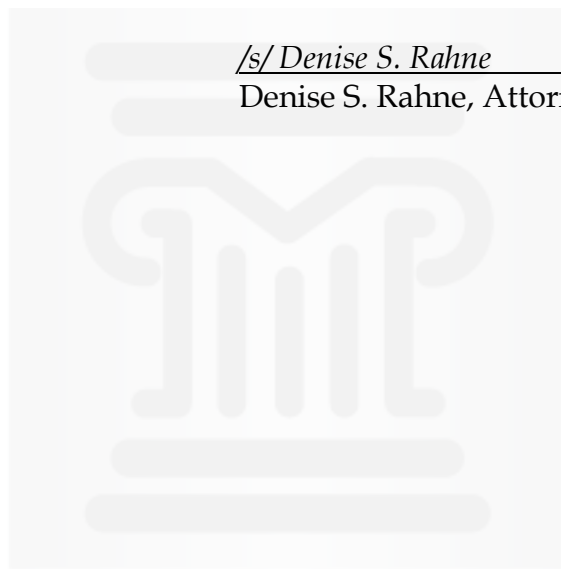 /s/ Denise S. Rahne
Denise S. Rahne, Attor